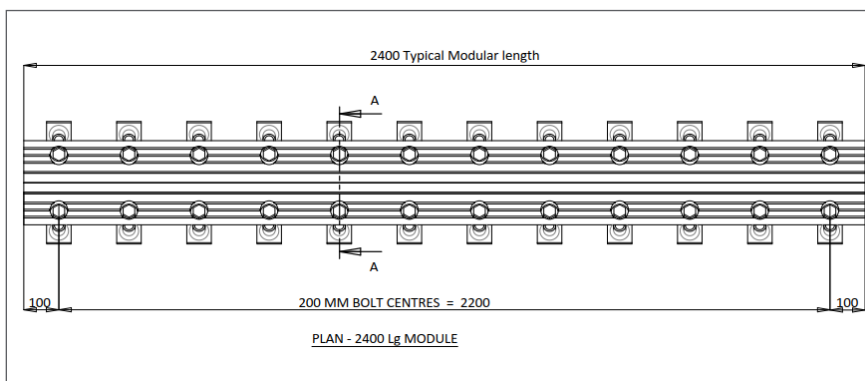 2400 Typical Modular length
A
A
100
200 MM BOLT CENTRES = 2200
100
PLAN - 2400 Lg MODULE